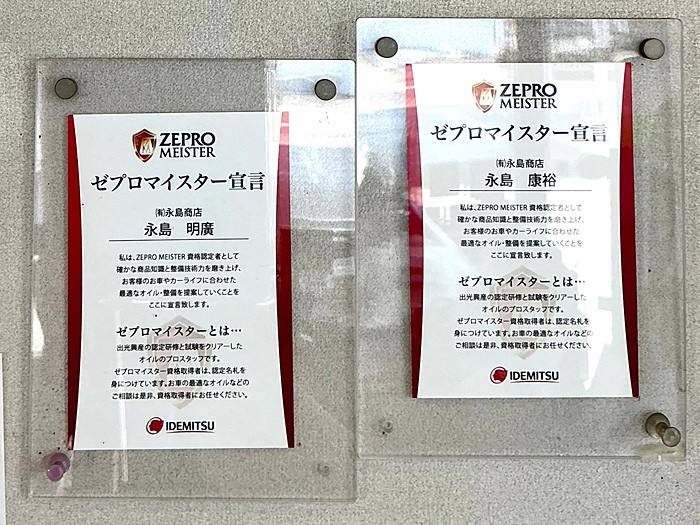 ZEPRO
MEISTER
ゼプロマイスター宣言
㈲永島商店
永島 明廣
私は、ZEPRO MEISTER 資格認定者として
確かな商品知識と整備技術力を磨き上げ、
お客様のお車やカーライフに合わせた
最適なオイル・整備を提案していくことを
ここに宣言致します。
ゼプロマイスターとは…
出光興産の認定研修と試験をクリアーした
オイルのプロスタッフです。
ゼプロマイスター資格取得者は、認定名札を
身につけています。お車の最適なオイルなどの
ご相談は是非、資格取得者にお任せください。
IDEMITSU
ZEPRO
MEISTER
ゼプロマイスター宣言
㈲永島商店
永島 康裕
私は、ZEPRO MEISTER 資格認定者として
確かな商品知識と整備技術力を磨き上げ、
お客様のお車やカーライフに合わせた
最適なオイル・整備を提案していくことを
ここに宣言致します。
ゼプロマイスターとは…
出光興産の認定研修と試験をクリアーした
オイルのプロスタッフです。
ゼプロマイスター資格取得者は、認定名札を
身につけています。お車の最適なオイルなどの
ご相談は是非、資格取得者にお任せください。
IDEMITSU